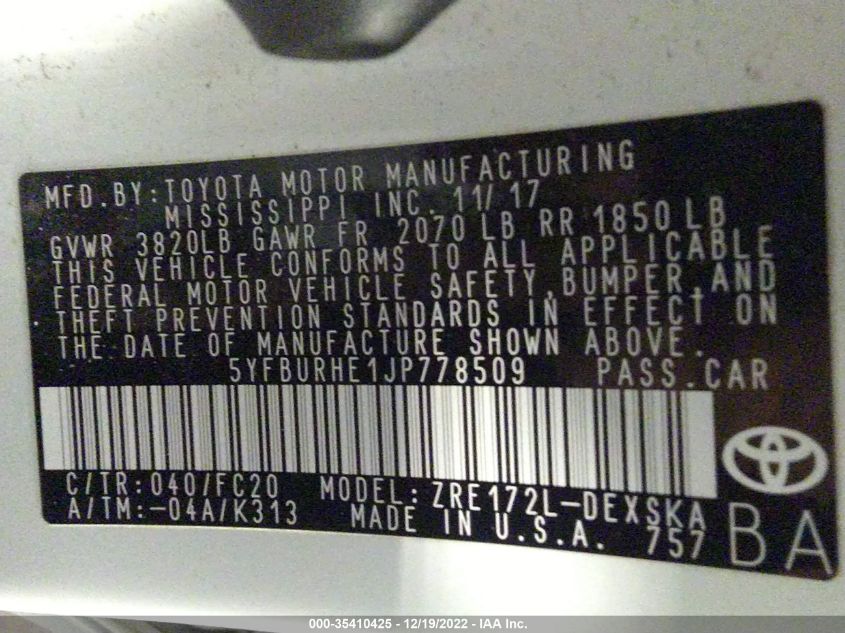 MFD.BY:TOYOTA MOTOR MANUFACTURING
MISSISSIPPI INC. 11/17
GVWR 3820LB GAWR FR 2070LB RR 1850LB
THIS VEHICLE CONFORMS TO ALL APPLICABLE
FEDERAL MOTOR VEHICLE SAFETY,BUMPER,AND
THEFT PREVENTION STANDARDS IN EFFECT ON
THE DATE OF MANUFACTURE SHOWN ABOVE.
5YFBURHE1JP778509 PASS.CAR
C/TR:040/FC20 MODEL:ZRE172L-DEXSKA
A/TM:-04A/K313 MADE IN U.S.A. 757
BA
000-35410425 - 12/19/2022 - IAA Inc.